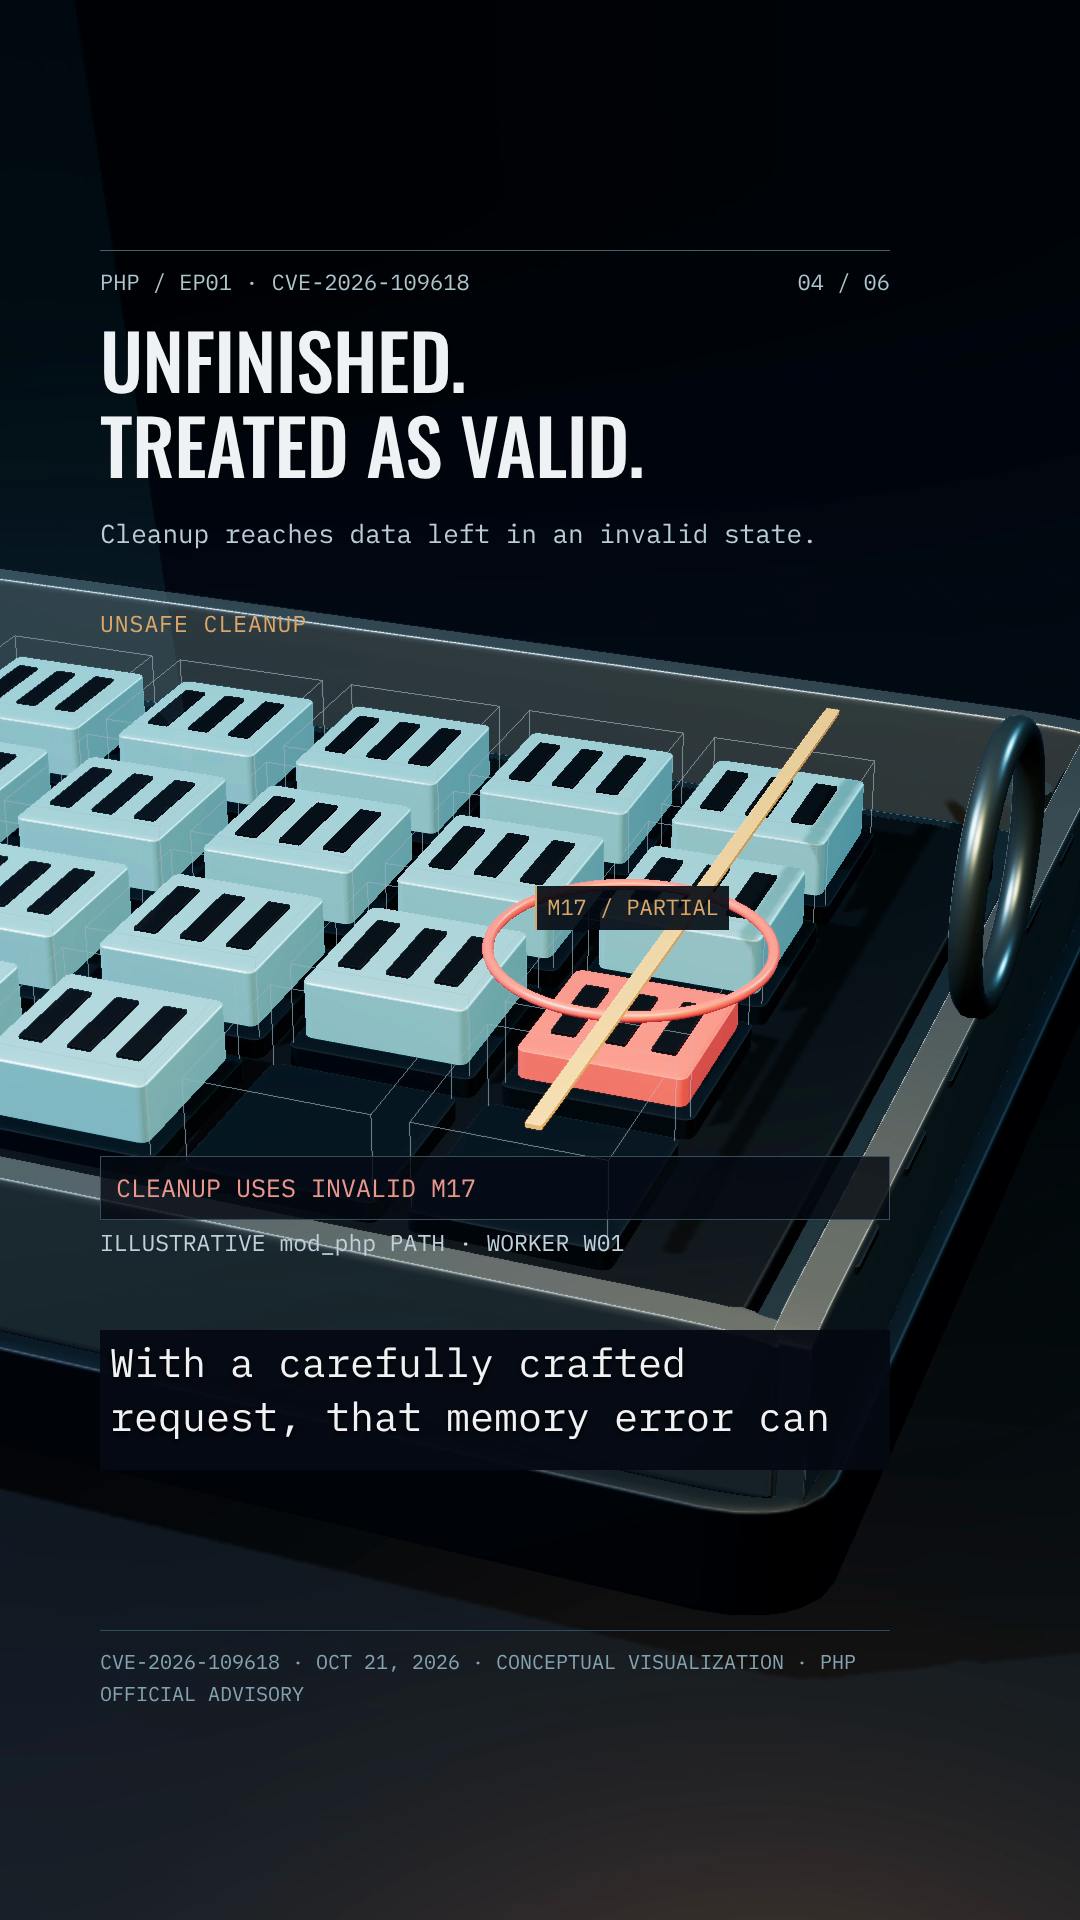 PHP / EP01 · CVE-2026-109618
04 / 06
UNFINISHED.
TREATED AS VALID.
Cleanup reaches data left in an invalid state.
UNSAFE CLEANUP
M17 / PARTIAL
CLEANUP USES INVALID M17
ILLUSTRATIVE mod_php PATH · WORKER W01
With a carefully crafted
request, that memory error can
CVE-2026-109618 · OCT 21, 2026 · CONCEPTUAL VISUALIZATION · PHP
OFFICIAL ADVISORY